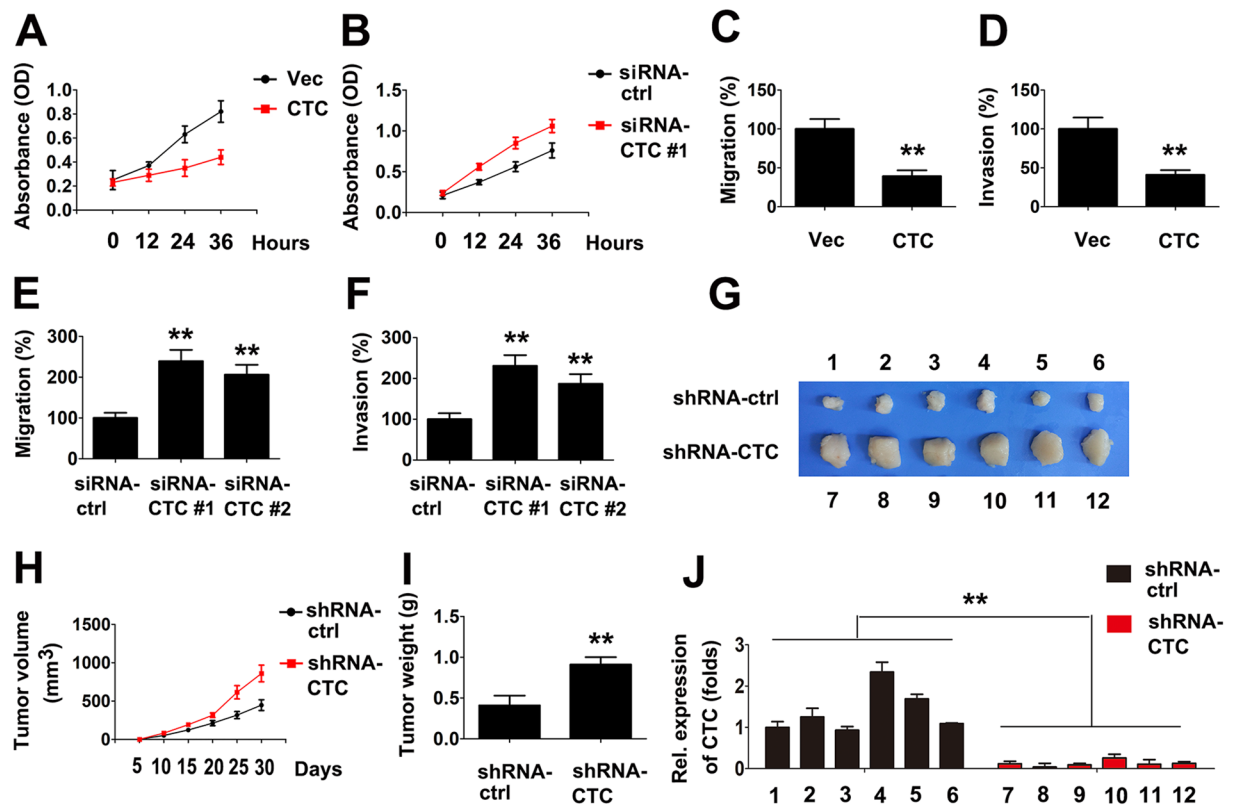 A
Absorbance (OD)
1.0
0.8
0.6
0.4
0.2
0.0
0 12 24 36 Hours
Vec
CTC
B
Absorbance (OD)
1.5
1.0
0.5
0.0
0 12 24 36 Hours
siRNA-
ctrl
siRNA-
CTC #1
C
Migration (%)
150
100
50
0
**
Vec CTC
D
Invasion (%)
150
100
50
0
**
Vec CTC
E
Migration (%)
300
200
100
0
** **
siRNA- siRNA- siRNA-
ctrl CTC #1 CTC #2
F
Invasion (%)
300
200
100
0
** **
siRNA- siRNA- siRNA-
ctrl CTC #1 CTC #2
G
1 2 3 4 5 6
shRNA-ctrl
shRNA-CTC
7 8 9 10 11 12
H
Tumor volume
(mm3)
1500
1000
500
0
5 10 15 20 25 30 Days
shRNA-
ctrl
shRNA-
CTC
I
Tumor weight (g)
1.5
1.0
0.5
0.0
**
shRNA- shRNA-
ctrl CTC
J
shRNA-
ctrl
shRNA-
CTC
**
Rel. expression
of CTC (folds)
3
2
1
0
1 2 3 4 5 6 7 8 9 10 11 12